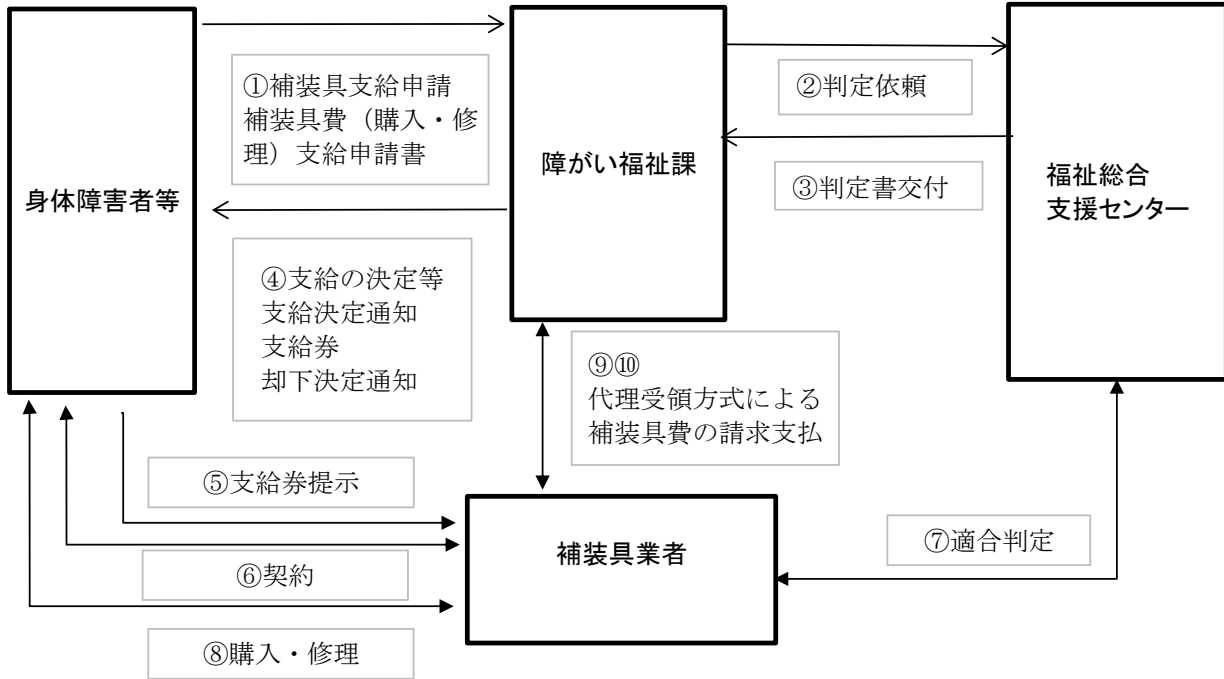 ①補装具支給申請
補装具費（購入・修
理）支給申請書
障がい福祉課
②判定依頼
③判定書交付
身体障害者等
福祉総合
支援センター
④支給の決定等
支給決定通知
支給券
却下決定通知
⑨⑩
代理受領方式による
補装具費の請求支払
⑤支給券提示
補装具業者
⑦適合判定
⑥契約
⑧購入・修理